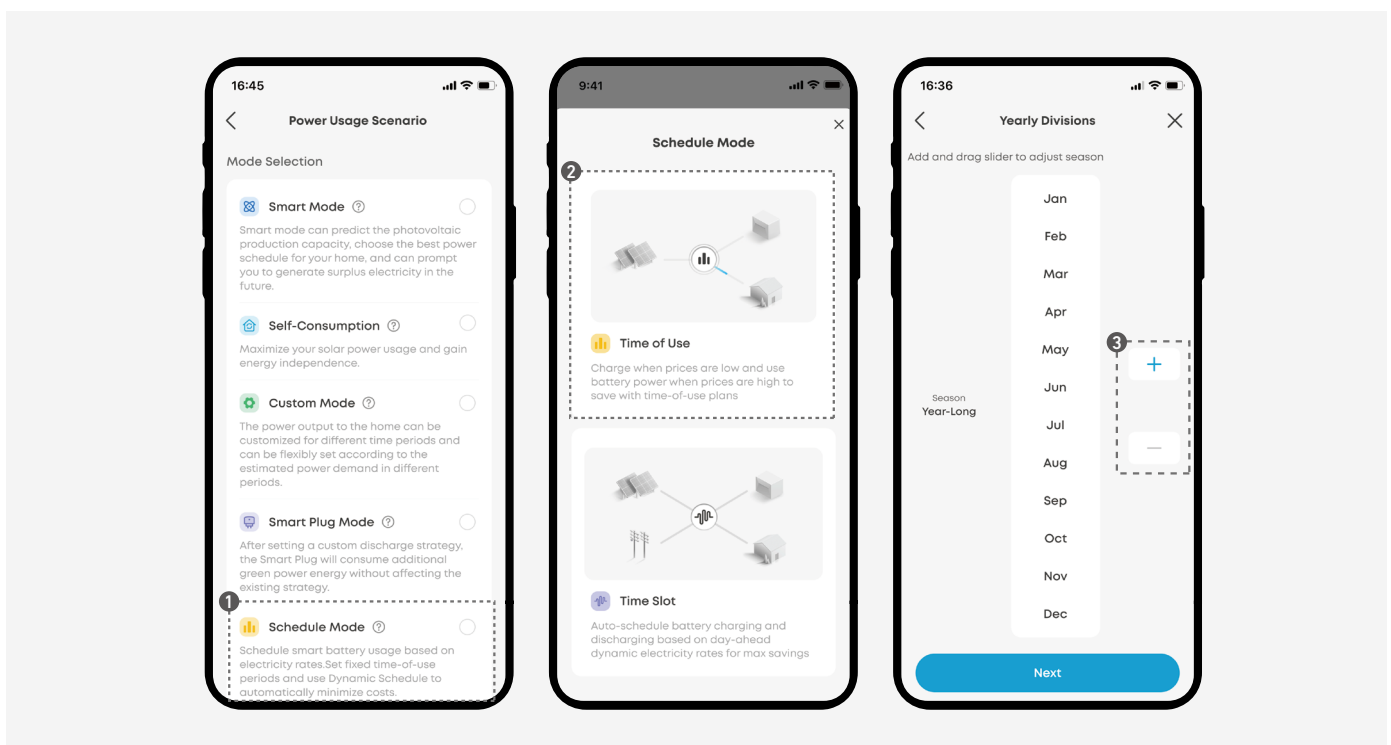 16:45
Power Usage Scenario
Mode Selection
Smart Mode ?
Smart mode can predict the photovoltaic
production capacity, choose the best power
schedule for your home, and can prompt
you to generate surplus electricity in the
future.
Self-Consumption ?
Maximize your solar power usage and gain
energy independence.
Custom Mode ?
The power output to the home can be
customized for different time periods and
can be flexibly set according to the
estimated power demand in different
periods.
Smart Plug Mode ?
After setting a custom discharge strategy,
the Smart Plug will consume additional
green power energy without affecting the
existing strategy.
1
Schedule Mode ?
Schedule smart battery usage based on
electricity rates.Set fixed time-of-use
periods and use Dynamic Schedule to
automatically minimize costs.
9:41
Schedule Mode
2
Time of Use
Charge when prices are low and use
battery power when prices are high to
save with time-of-use plans
Time Slot
Auto-schedule battery charging and
discharging based on day-ahead
dynamic electricity rates for max savings
16:36
Yearly Divisions
Add and drag slider to adjust season
Season
Year-Long
Jan
Feb
Mar
Apr
May
Jun
Jul
Aug
Sep
Oct
Nov
Dec
3
+
—
Next